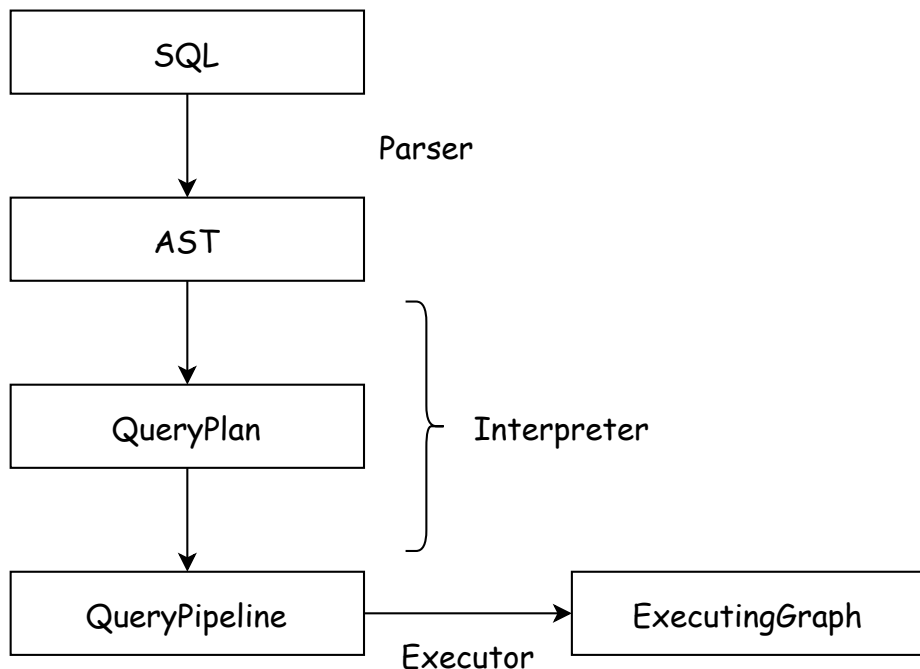 SQL
Parser
AST
QueryPlan
Interpreter
QueryPipeline
ExecutingGraph
Executor